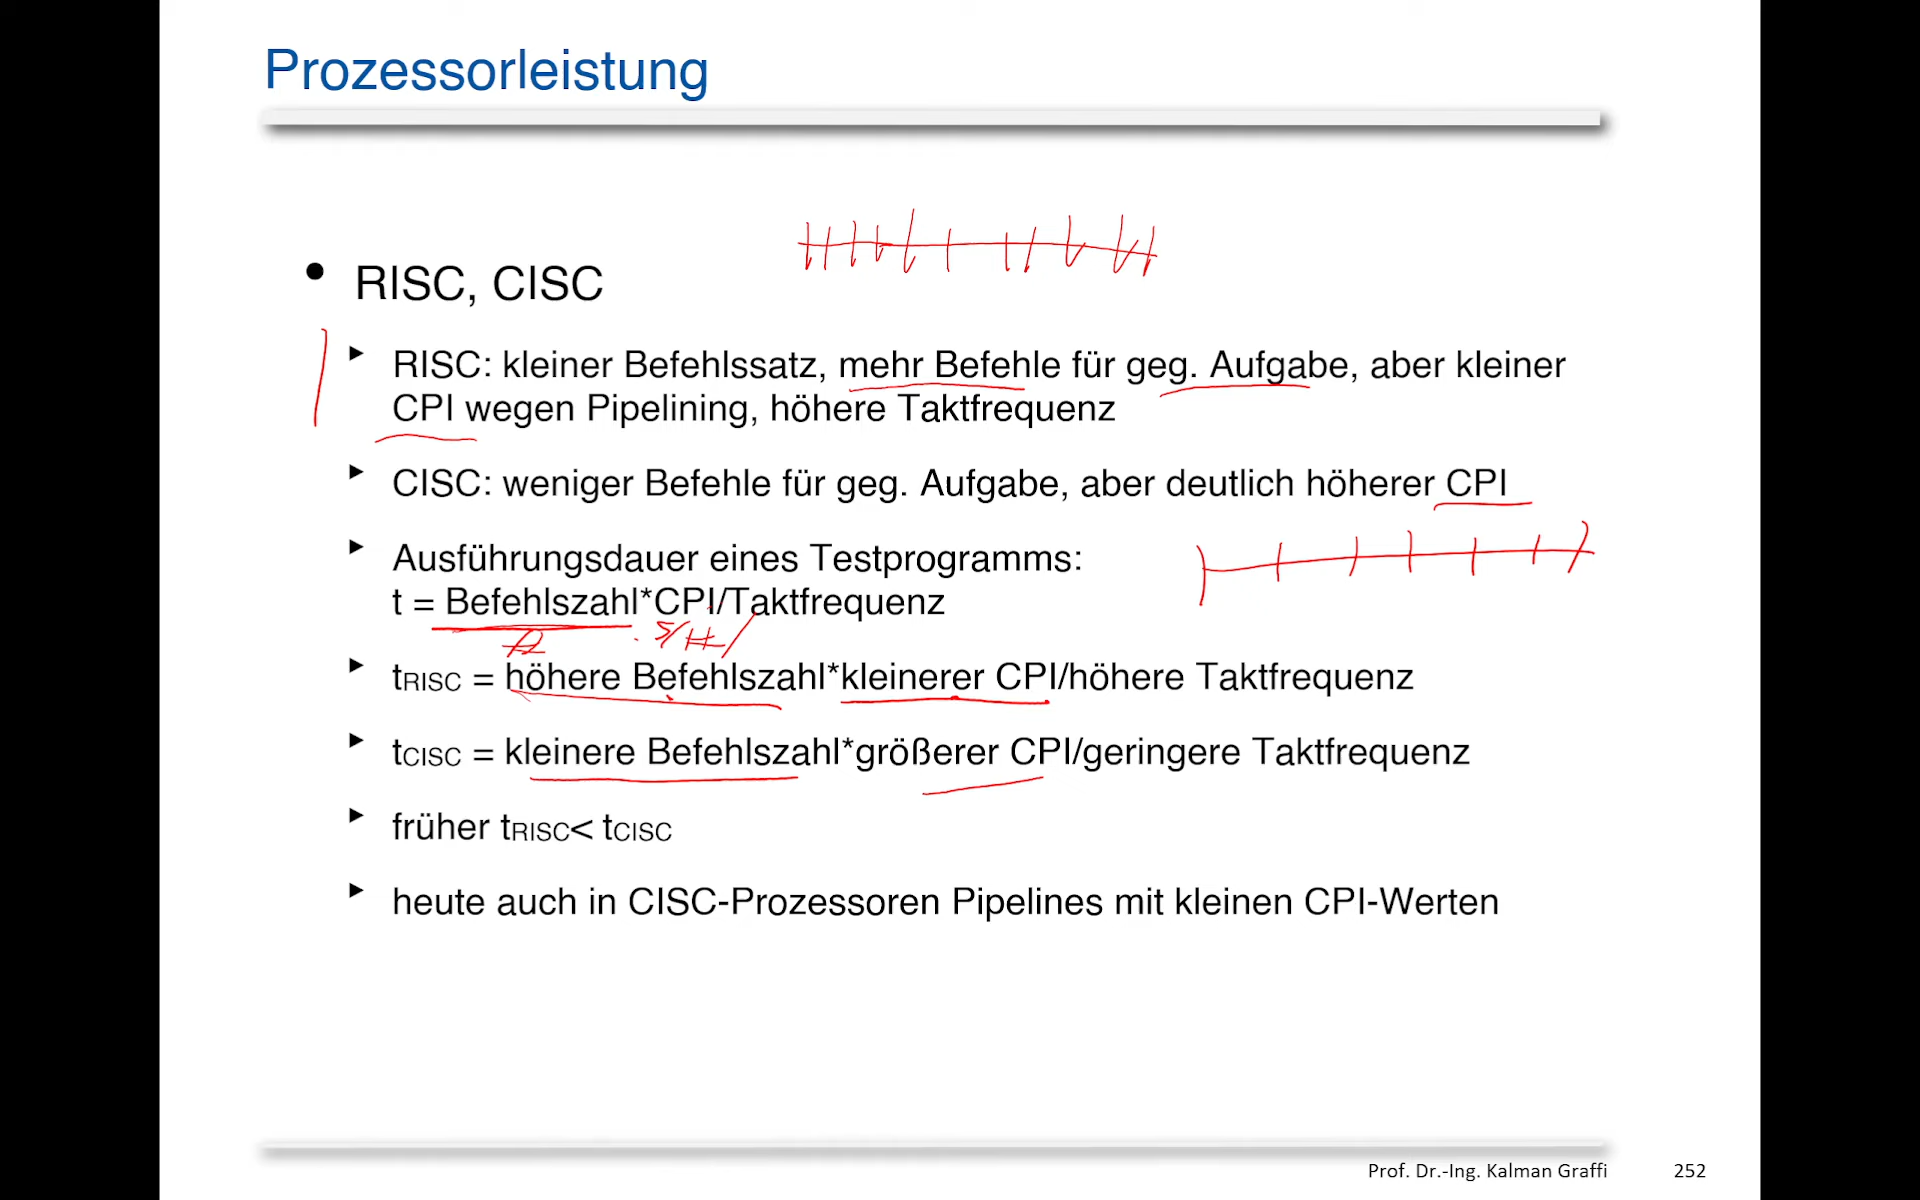 Prozessorleistung
• RISC, CISC
▶ RISC: kleiner Befehlssatz, mehr Befehle für geg. Aufgabe, aber kleiner
CPI wegen Pipelining, höhere Taktfrequenz
▶ CISC: weniger Befehle für geg. Aufgabe, aber deutlich höherer CPI
▶ Ausführungsdauer eines Testprogramms:
t = Befehlszahl*CPI/Taktfrequenz
▶ tRISC = höhere Befehlszahl*kleinerer CPI/höhere Taktfrequenz
▶ tCISC = kleinere Befehlszahl*größerer CPI/geringere Taktfrequenz
▶ früher tRISC< tCISC
▶ heute auch in CISC-Prozessoren Pipelines mit kleinen CPI-Werten
Prof. Dr.-Ing. Kalman Graffi 252